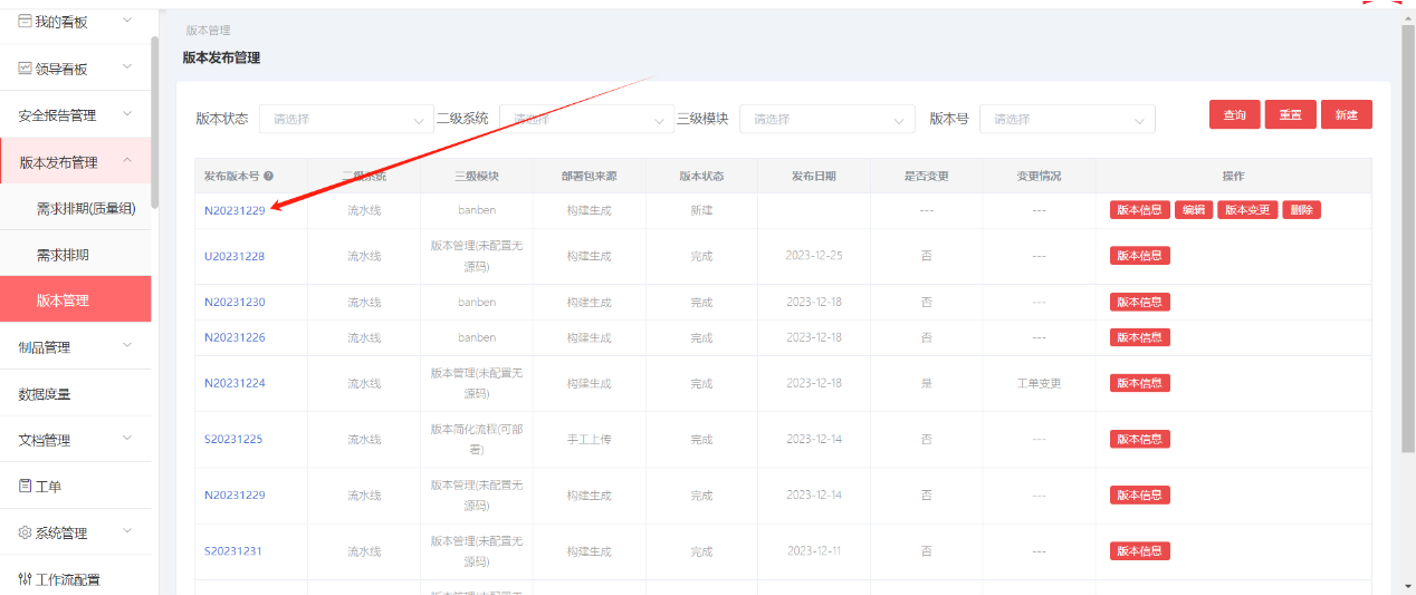 我的看板
领导看板
安全报告管理
版本发布管理
需求排期(质量组)
需求排期
版本管理
制品管理
数据度量
文档管理
工单
系统管理
工作流配置
版本管理
版本发布管理
版本状态 请选择 二级系统 请选择 三级模块 请选择 版本号 请选择 查询 重置 新建
发布版本号 二级系统 三级模块 部署包来源 版本状态 发布日期 是否变更 变更情况 操作
N20231229 流水线 banben 构建生成 新建 --- --- 版本信息 编辑 版本变更 删除
U20231228 流水线 版本管理(未配置无 构建生成 完成 2023-12-25 否 --- 版本信息
源码)
N20231230 流水线 banben 构建生成 完成 2023-12-18 否 --- 版本信息
N20231226 流水线 banben 构建生成 完成 2023-12-18 否 --- 版本信息
N20231224 流水线 版本管理(未配置无 构建生成 完成 2023-12-18 是 工单变更 版本信息
源码)
S20231225 流水线 版本简化流程(可部 手工上传 完成 2023-12-14 否 --- 版本信息
署)
N20231229 流水线 版本管理(未配置无 构建生成 完成 2023-12-14 否 --- 版本信息
源码)
S20231231 流水线 版本管理(未配置无 构建生成 完成 2023-12-11 否 --- 版本信息
源码)